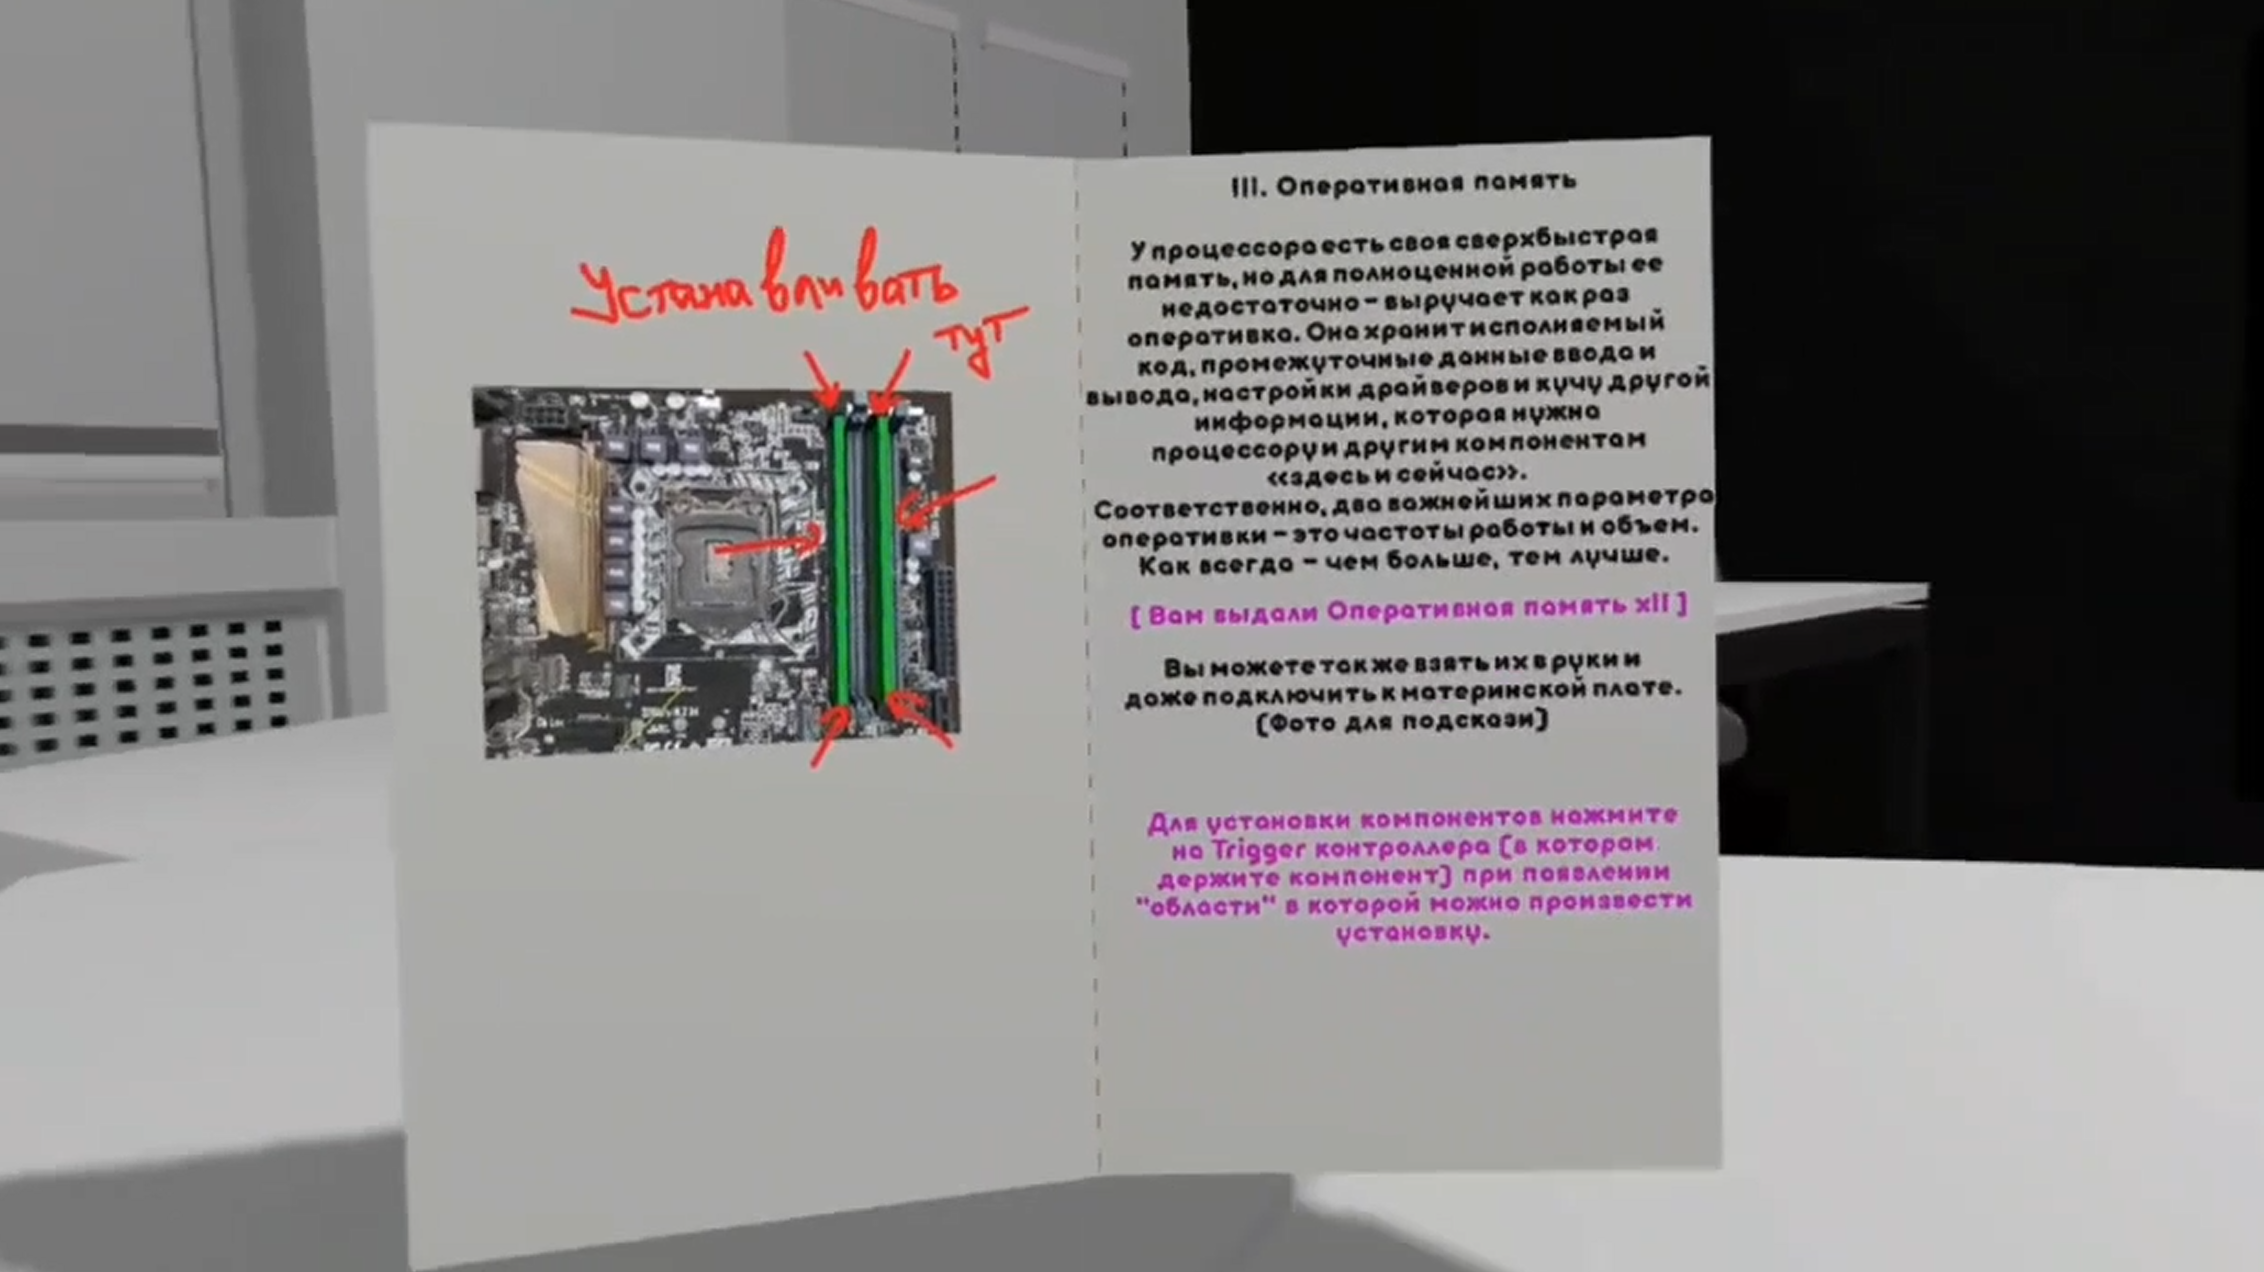 Устанавливать
тут
III. Оперативная память
У процессора есть своя сверхбыстрая
память, но для полноценной работы ее
недостаточно – выручает как раз
оперативка. Она хранит исполняемый
код, промежуточные данные ввода и
вывода, настройки драйверов и кучу другой
информации, которая нужна
процессору и другим компонентам
«здесь и сейчас».
Соответственно, два важнейших параметра
оперативки – это частоты работы и объем.
Как всегда – чем больше, тем лучше.
[ Вам выдали Оперативная память xII ]
Вы можете также взять их в руки и
даже подключить к материнской плате.
(Фото для подскази)
Для установки компонентов нажмите
на Trigger контроллера (в котором
держите компонент) при появлении
"области" в которой можно произвести
установку.